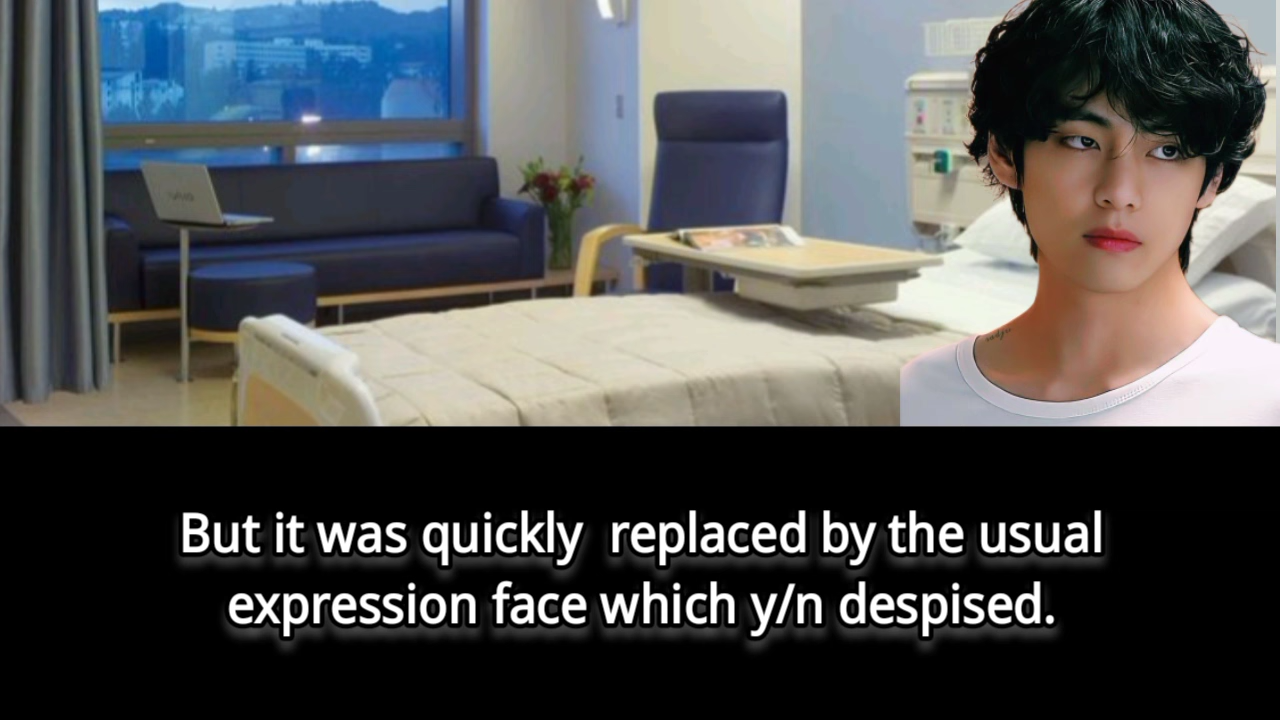 But it was quickly  replaced by the usual
expression face which y/n despised.